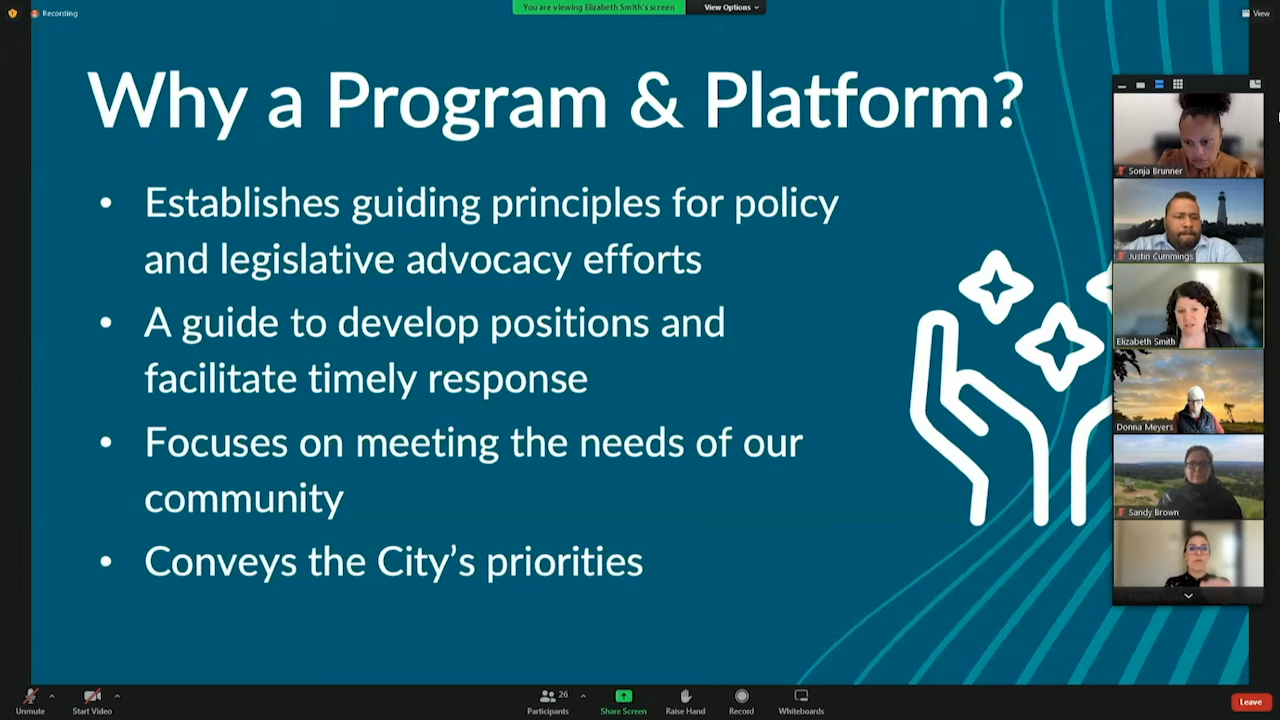 Recording
You are viewing Elizabeth Smith's screen
View Options
View
Why a Program & Platform?
• Establishes guiding principles for policy
and legislative advocacy efforts
• A guide to develop positions and
facilitate timely response
• Focuses on meeting the needs of our
community
• Conveys the City's priorities
Sonja Brunner
Justin Cummings
Elizabeth Smith
Donna Meyers
Sandy Brown
Unmute
Start Video
26
Participants
Share Screen
Raise Hand
Record
Whiteboards
Leave